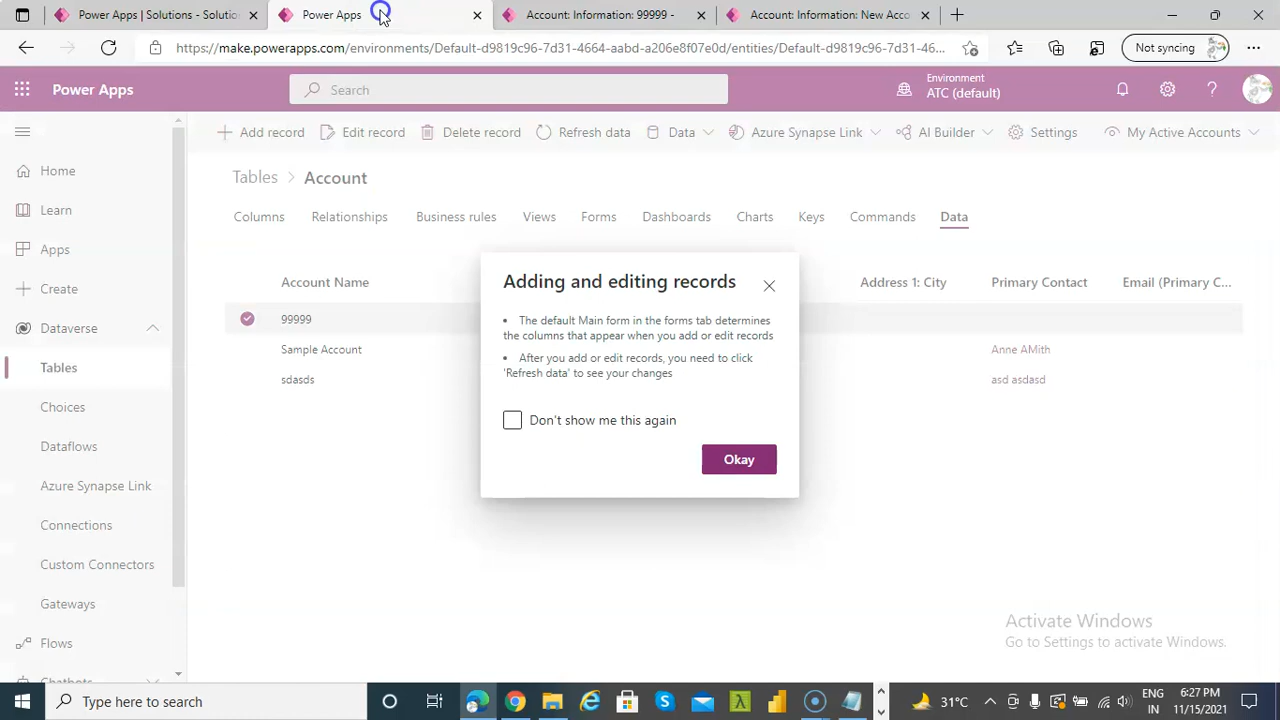 Power Apps | Solutions - Solution
Power Apps
Account: Information: 99999 -
Account: Information: New Acco
https://make.powerapps.com/environments/Default-d9819c96-7d31-4664-aabd-a206e8f07e0d/entities/Default-d9819c96-7d31-46...
Not syncing
Power Apps
Search
Environment
ATC (default)
Add record
Edit record
Delete record
Refresh data
Data
Azure Synapse Link
AI Builder
Settings
My Active Accounts
Home
Learn
Apps
Create
Dataverse
Tables
Choices
Dataflows
Azure Synapse Link
Connections
Custom Connectors
Gateways
Flows
Chatbots
Tables > Account
Columns
Relationships
Business rules
Views
Forms
Dashboards
Charts
Keys
Commands
Data
Account Name
Address 1: City
Primary Contact
Email (Primary C...
99999
Sample Account
Anne AMith
sdasds
asd asdasd
Adding and editing records
• The default Main form in the forms tab determines
the columns that appear when you add or edit records
• After you add or edit records, you need to click
'Refresh data' to see your changes
Don't show me this again
Okay
Activate Windows
Go to Settings to activate Windows.
Type here to search
31°C
ENG
IN
6:27 PM
11/15/2021